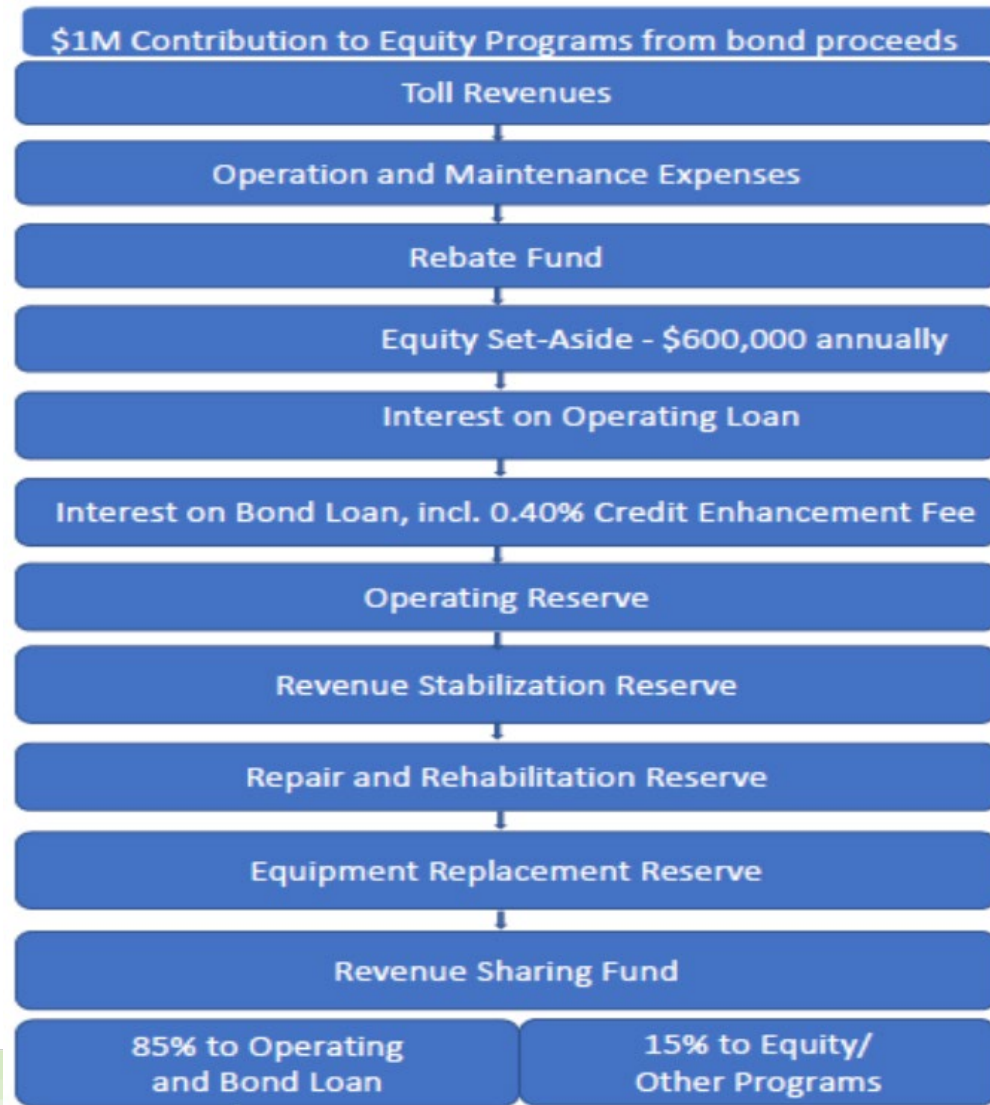 $1M Contribution to Equity Programs from bond proceeds
Toll Revenues
Operation and Maintenance Expenses
Rebate Fund
Equity Set-Aside - $600,000 annually
Interest on Operating Loan
Interest on Bond Loan, incl. 0.40% Credit Enhancement Fee
Operating Reserve
Revenue Stabilization Reserve
Repair and Rehabilitation Reserve
Equipment Replacement Reserve
Revenue Sharing Fund
85% to Operating
and Bond Loan
15% to Equity/
Other Programs